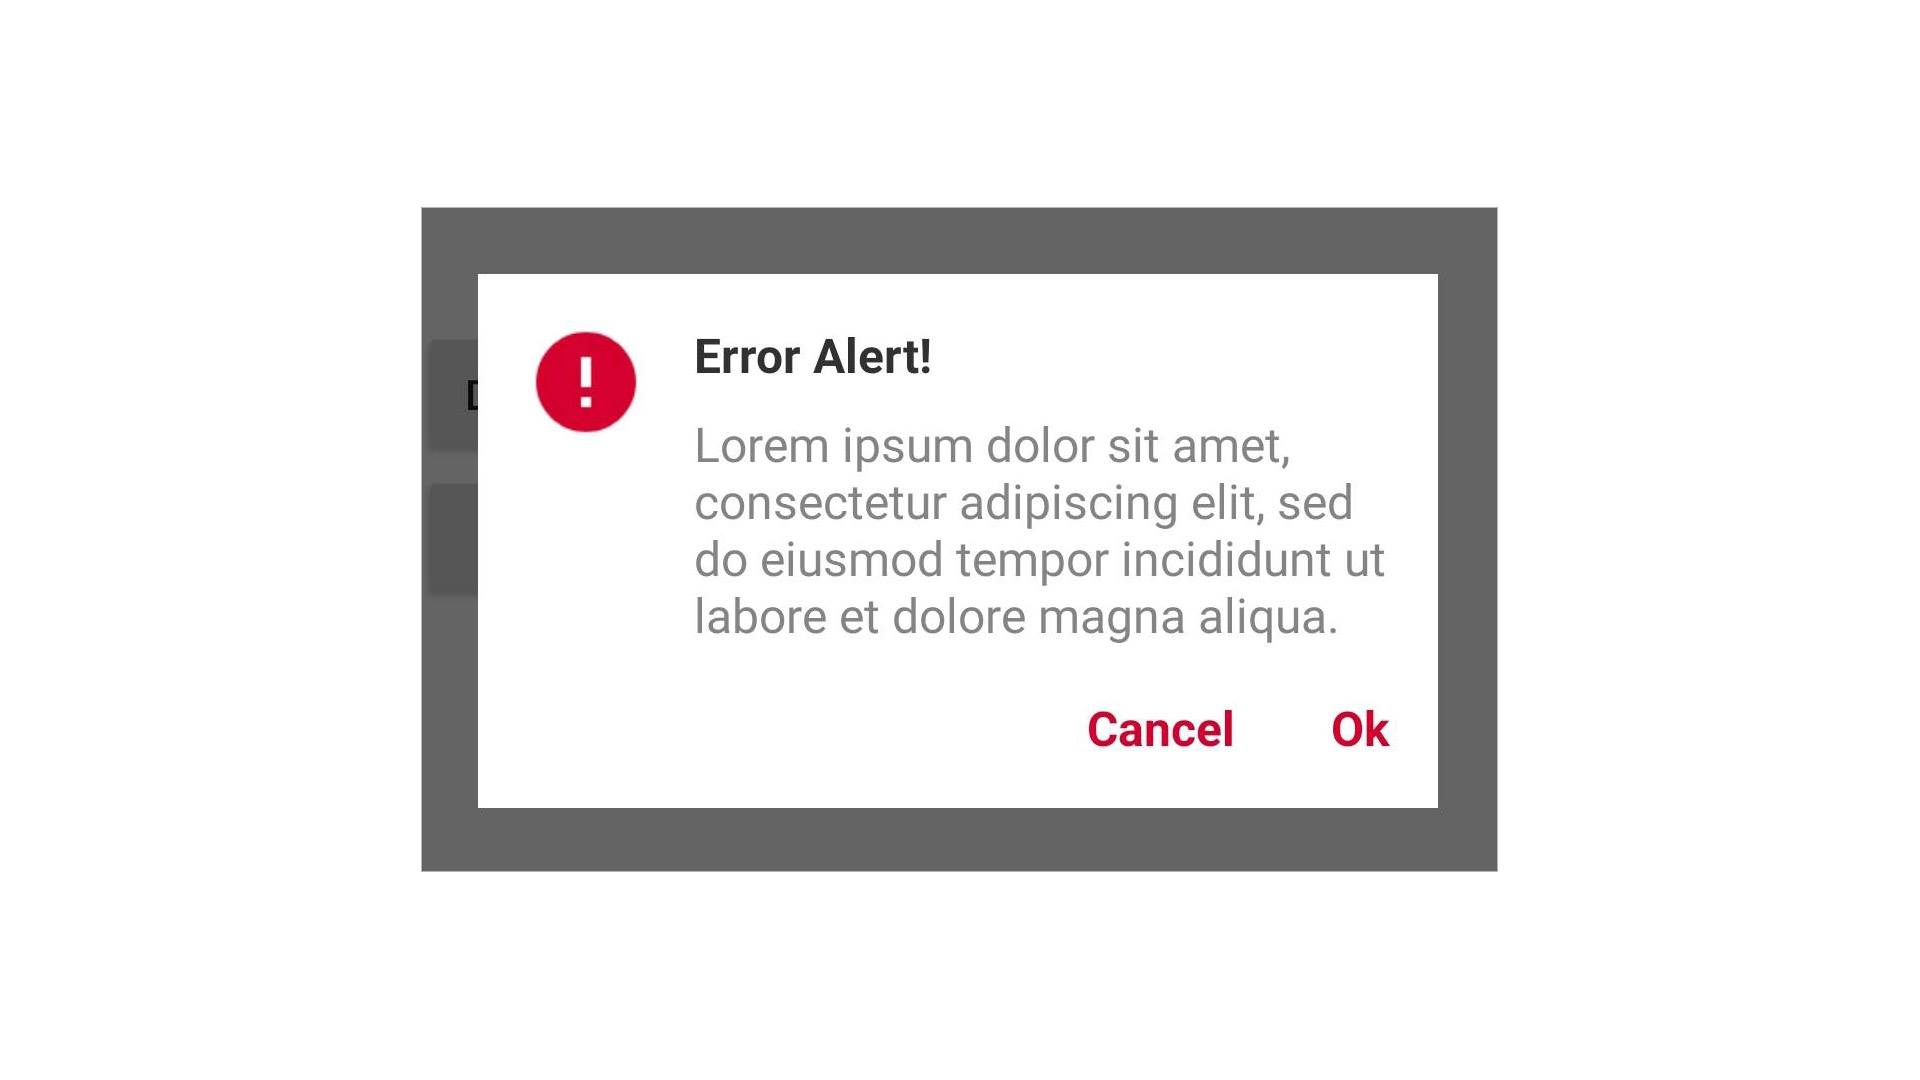 Error Alert!
Lorem ipsum dolor sit amet,
consectetur adipiscing elit, sed
do eiusmod tempor incididunt ut
labore et dolore magna aliqua.
Cancel Ok